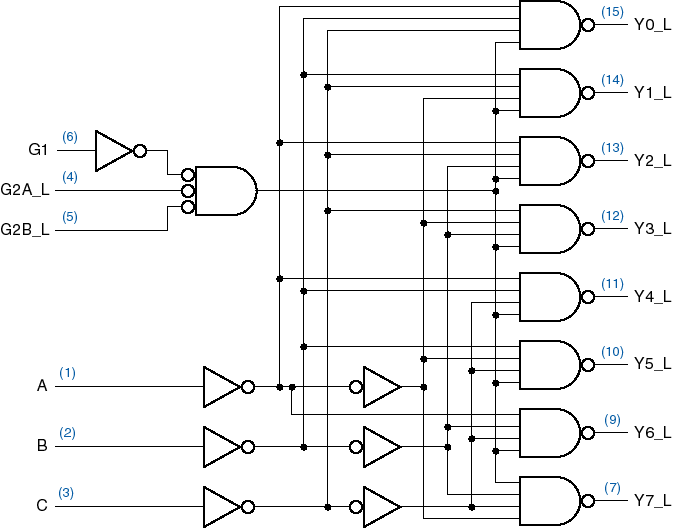 (15) Y0_L
(14) Y1_L
G1 (6)
(13) Y2_L
G2A_L (4)
G2B_L (5)
(12) Y3_L
(11) Y4_L
(10) Y5_L
A (1)
(9) Y6_L
B (2)
(7) Y7_L
C (3)